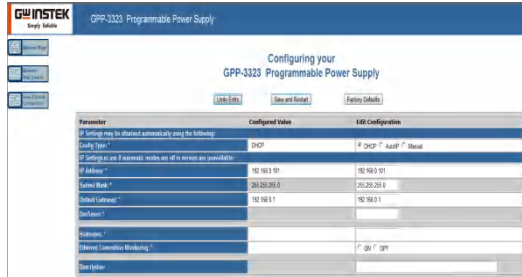 GW INSTEK
Simply Reliable
GPP-3323 Programmable Power Supply
Welcome Page
Configuring your
GPP-3323 Programmable Power Supply
Undo Edits Save and Restart Factory Defaults
Parameter Configured Value Edit Configuration
IP Settings may be obtained automatically using the following:
Config Type: * DHCP DHCP AutoIP Manual
IP Settings to use if automatic modes are off or servers are unavailable:
IP Address: * 192.168.0.101 192.168.0.101
Subnet Mask: * 255.255.255.0 255.255.255.0
Default Gateway: * 192.168.0.1 192.168.0.1
Hostname: *
Ethernet Connection Monitoring: * ON OFF
Description: